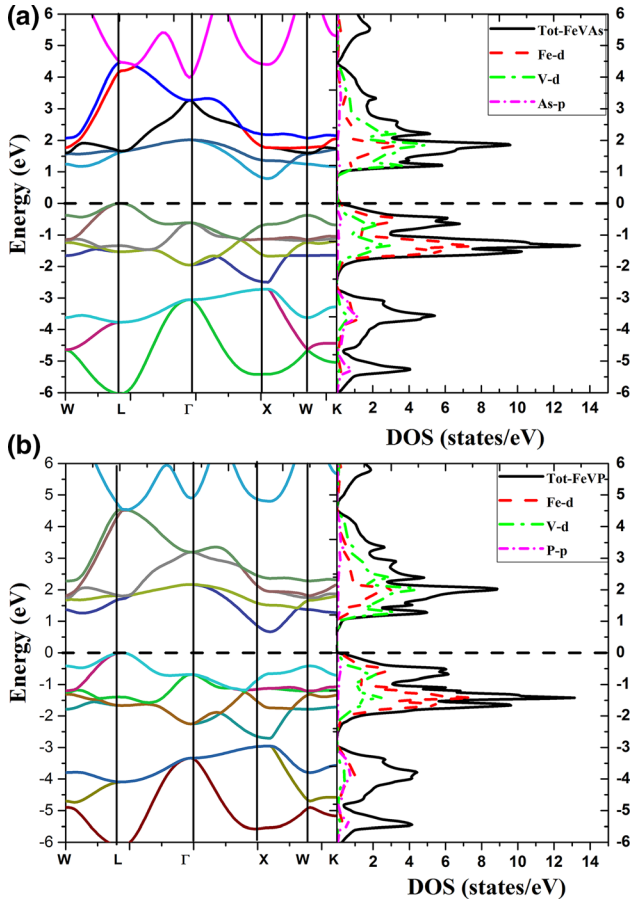 (a)
6
5
4
3
2
1
0
-1
-2
-3
-4
-5
-6
Energy (eV)
W L Γ X W K
Tot-FeVAs
Fe-d
V-d
As-p
6
5
4
3
2
1
0
-1
-2
-3
-4
-5
-6
2 4 6 8 10 12 14
DOS (states/eV)
(b)
6
5
4
3
2
1
0
-1
-2
-3
-4
-5
-6
Energy (eV)
W L Γ X W K
Tot-FeVP
Fe-d
V-d
P-p
6
5
4
3
2
1
0
-1
-2
-3
-4
-5
-6
2 4 6 8 10 12 14
DOS (states/eV)